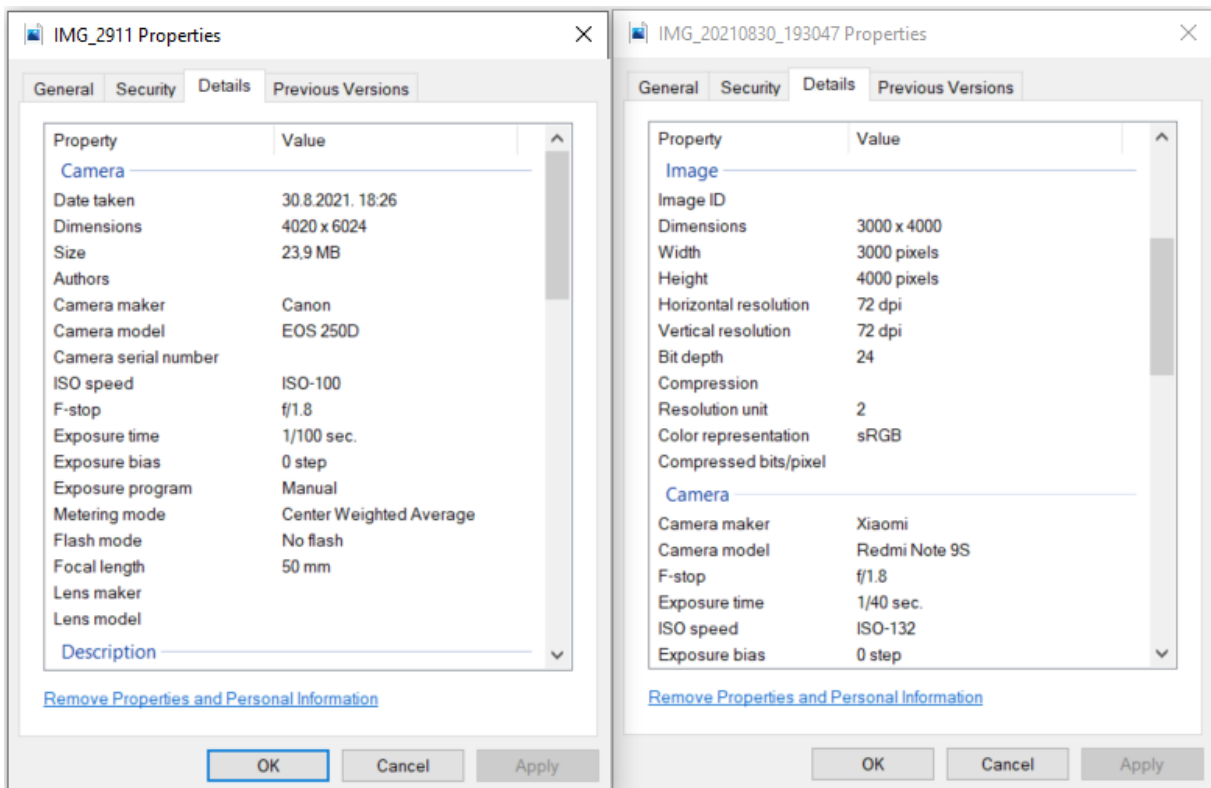 IMG_2911 Properties
General Security Details Previous Versions
Property Value
Camera
Date taken 30.8.2021. 18:26
Dimensions 4020 x 6024
Size 23,9 MB
Authors
Camera maker Canon
Camera model EOS 250D
Camera serial number
ISO speed ISO-100
F-stop f/1.8
Exposure time 1/100 sec.
Exposure bias 0 step
Exposure program Manual
Metering mode Center Weighted Average
Flash mode No flash
Focal length 50 mm
Lens maker
Lens model
Description
Remove Properties and Personal Information
OK Cancel Apply
IMG_20210830_193047 Properties
General Security Details Previous Versions
Property Value
Image
Image ID
Dimensions 3000 x 4000
Width 3000 pixels
Height 4000 pixels
Horizontal resolution 72 dpi
Vertical resolution 72 dpi
Bit depth 24
Compression
Resolution unit 2
Color representation sRGB
Compressed bits/pixel
Camera
Camera maker Xiaomi
Camera model Redmi Note 9S
F-stop f/1.8
Exposure time 1/40 sec.
ISO speed ISO-132
Exposure bias 0 step
Remove Properties and Personal Information
OK Cancel Apply